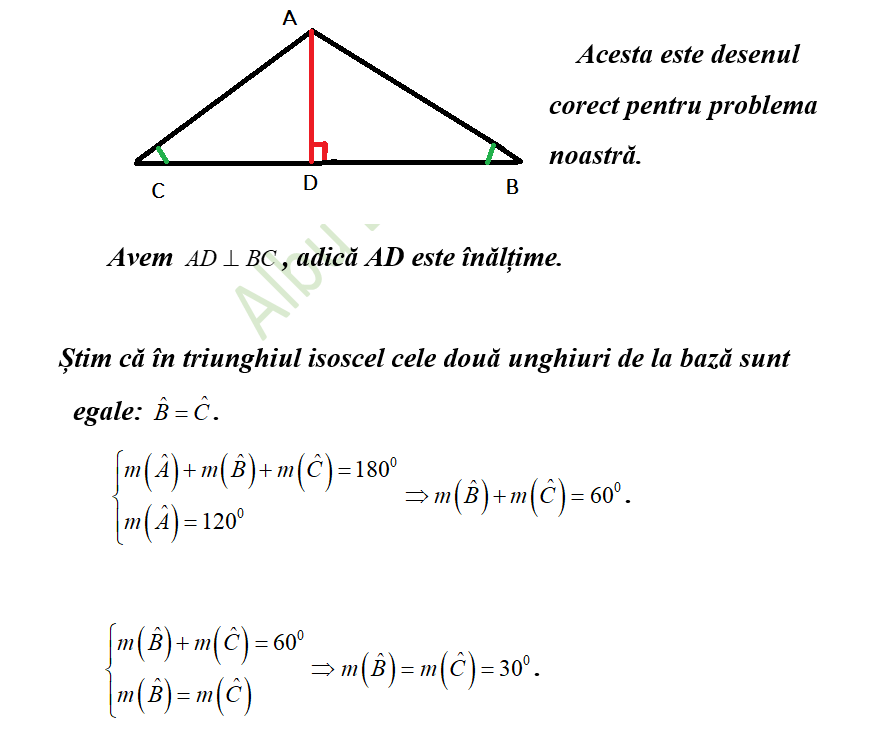 A
C
D
B
Acesta este desenul
corect pentru problema
noastră.
Avem AD ⊥ BC, adică AD este înălțime.
Albu
Știm că în triunghiul isoscel cele două unghiuri de la bază sunt
egale: B̂ = Ĉ.
{ m(Â) + m(B̂) + m(Ĉ) = 180⁰
m(Â) = 120⁰
⇒ m(B̂) + m(Ĉ) = 60⁰.
{ m(B̂) + m(Ĉ) = 60⁰
m(B̂) = m(Ĉ)
⇒ m(B̂) = m(Ĉ) = 30⁰.